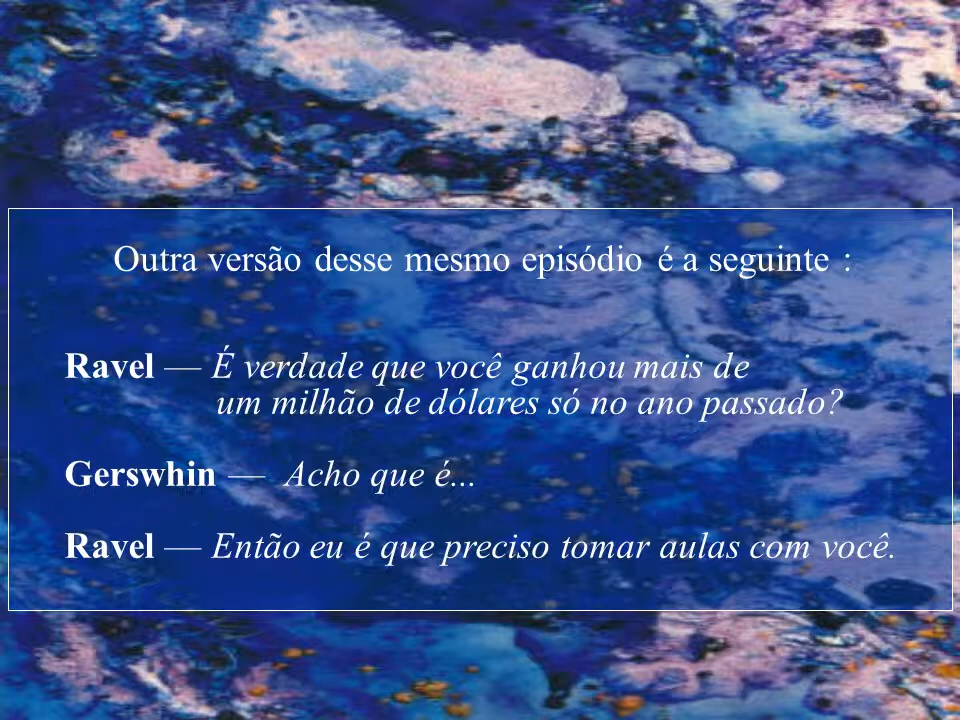 Outra versão desse mesmo episódio é a seguinte :
Ravel — É verdade que você ganhou mais de
um milhão de dólares só no ano passado?
Gerswhin — Acho que é...
Ravel — Então eu é que preciso tomar aulas com você.